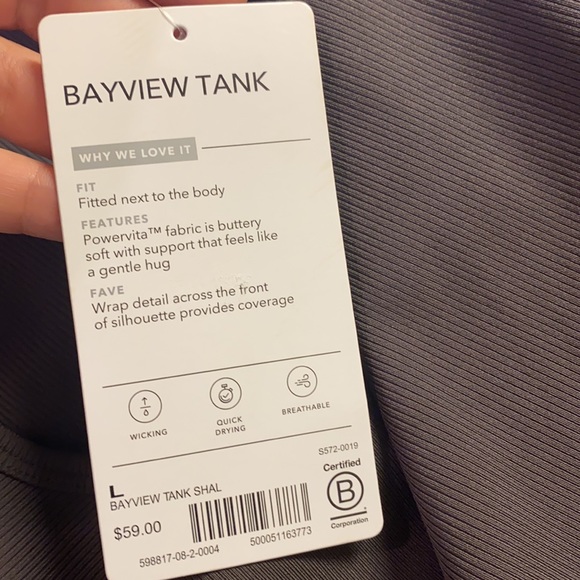 BAYVIEW TANK
WHY WE LOVE IT
FIT
Fitted next to the body
FEATURES
Powervita™ fabric is buttery
soft with support that feels like
a gentle hug
FAVE
Wrap detail across the front
of silhouette provides coverage
WICKING
QUICK
DRYING
BREATHABLE
S572-0019
L
BAYVIEW TANK SHAL
$59.00
598817-08-2-0004
500051163773
Certified
B
Corporation